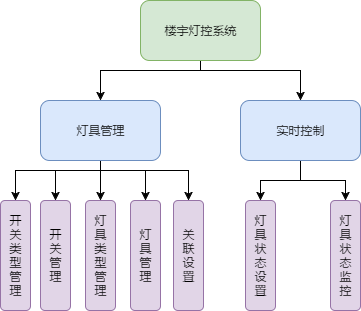 楼宇灯控系统
灯具管理
实时控制
开关类型管理
开关管理
灯具类型管理
灯具管理
关联设置
灯具状态设置
灯具状态监控